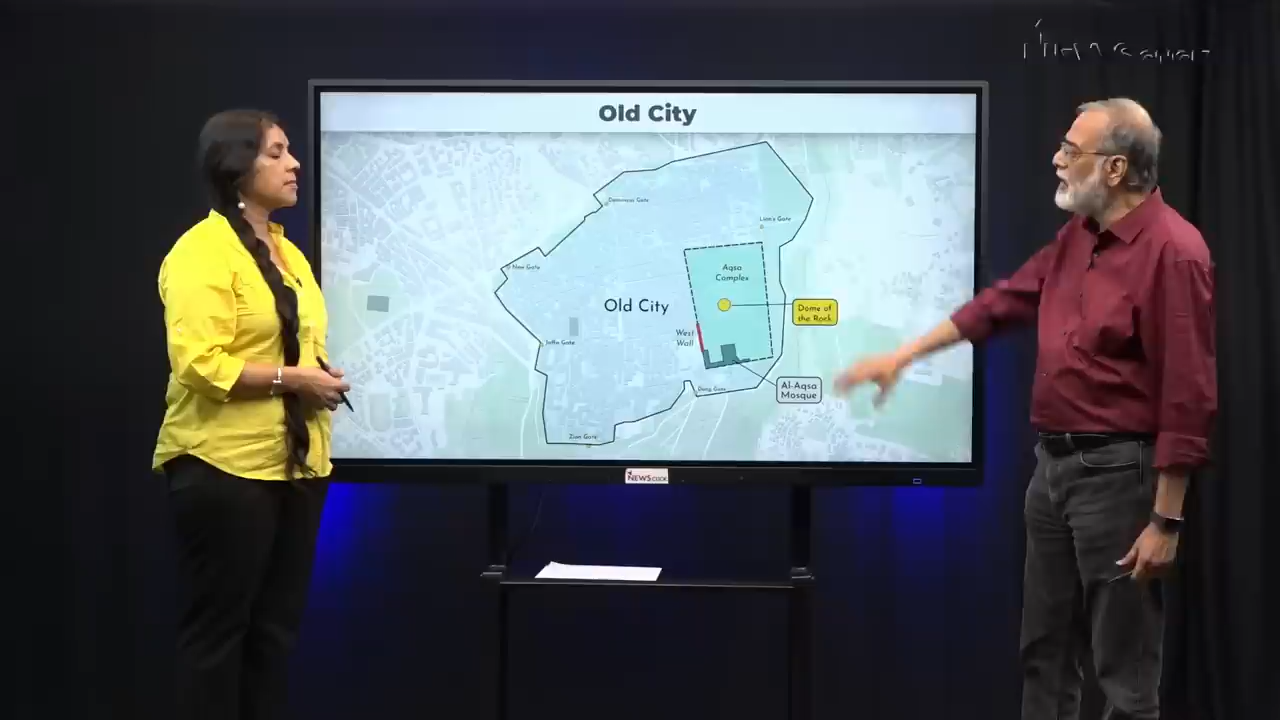 Old City
Damascus Gate
Lion's Gate
New Gate
Aqsa
Complex
Old City
Dome of
the Rock
West
Wall
Jaffa Gate
Al-Aqsa
Mosque
Dung Gate
Zion Gate
NEWSCLICK